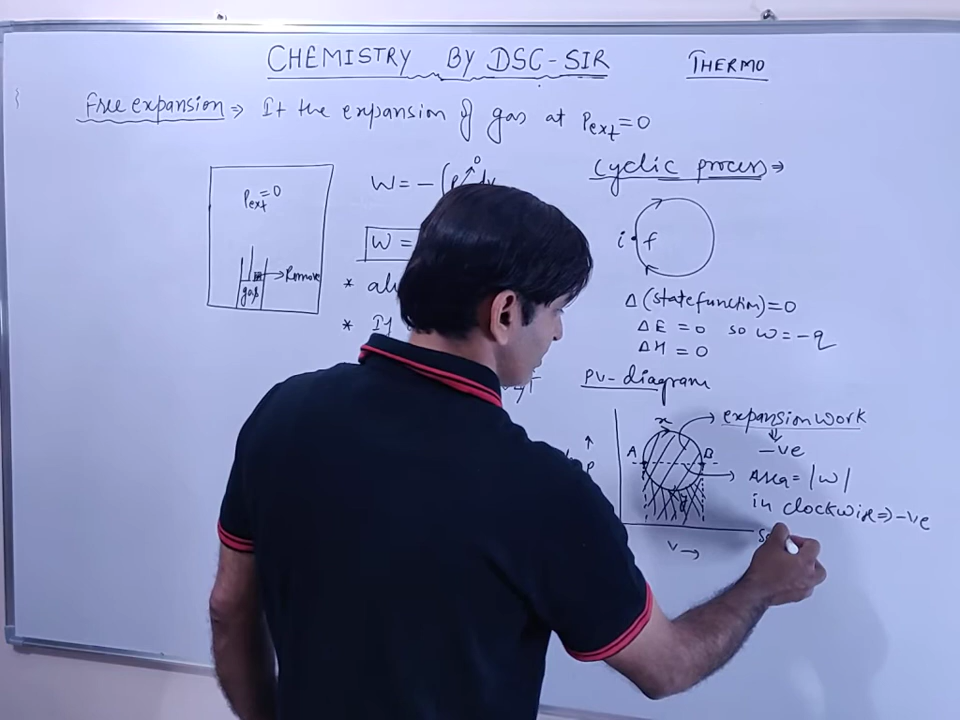 CHEMISTRY BY DSC-SIR
THERMO
Free expansion ⇒ It the expansion of gas at Pext=0
Pext=0
Remove
gas
W = -
0
W =
*
* If
Cyclic process ⇒
i f
Δ(state function)=0
ΔE = 0 so W=-q
ΔH = 0
PV-diagram
expansion work
-ve
x
A B
P
y
Area = |W|
in clockwise ⇒ -ve
V →